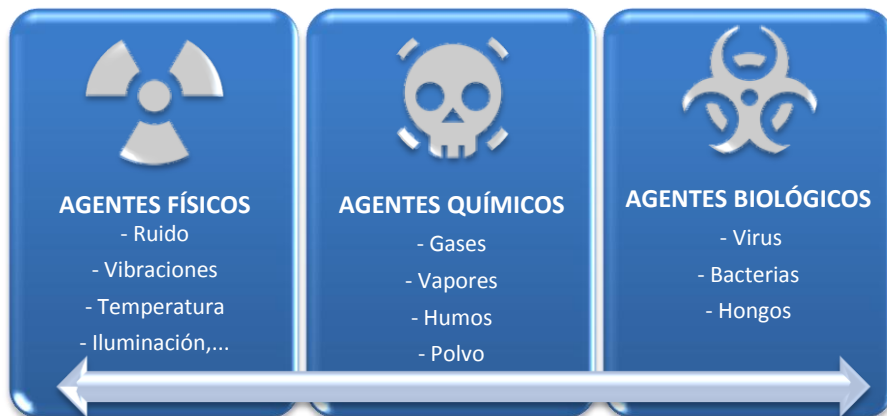 AGENTES FÍSICOS
- Ruido
- Vibraciones
- Temperatura
- Iluminación,...
AGENTES QUÍMICOS
- Gases
- Vapores
- Humos
- Polvo
AGENTES BIOLÓGICOS
- Virus
- Bacterias
- Hongos